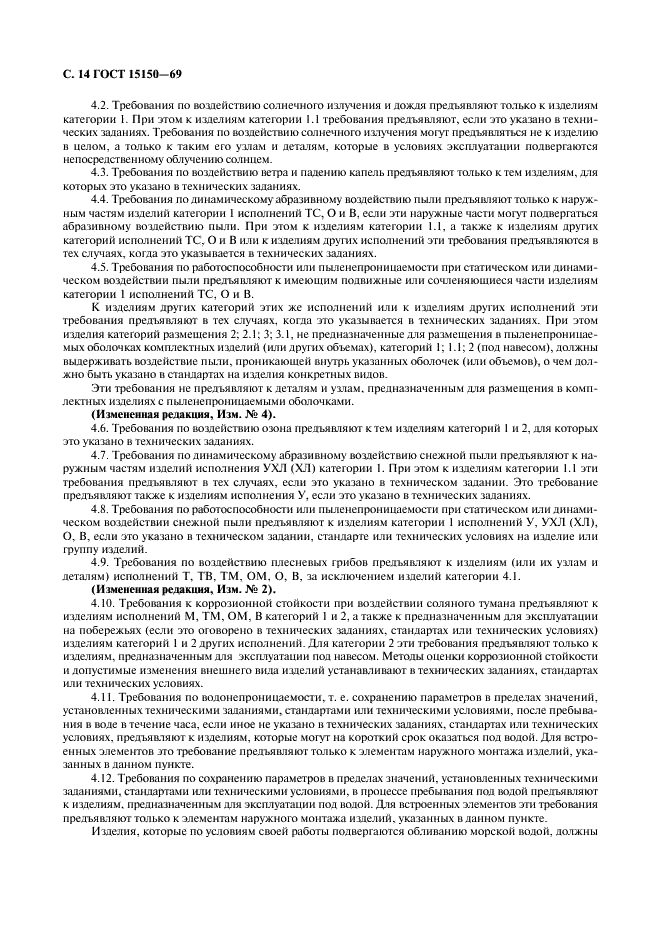 С. 14 ГОСТ 15150—69
4.2. Требования по воздействию солнечного излучения и дождя предъявляют только к изделиям
категории 1. При этом к изделиям категории 1.1 требования предъявляют, если это указано в техни-
ческих заданиях. Требования по воздействию солнечного излучения могут предъявляться не к изделию
в целом, а только к таким его узлам и деталям, которые в условиях эксплуатации подвергаются
непосредственному облучению солнцем.
4.3. Требования по воздействию ветра и падению капель предъявляют только к тем изделиям, для
которых это указано в технических заданиях.
4.4. Требования по динамическому абразивному воздействию пыли предъявляют только к наруж-
ным частям изделий категории 1 исполнений ТС, О и В, если эти наружные части могут подвергаться
абразивному воздействию пыли. При этом к изделиям категории 1.1, а также к изделиям других
категорий исполнений ТС, О и В или к изделиям других исполнений эти требования предъявляются в
тех случаях, когда это указывается в технических заданиях.
4.5. Требования по работоспособности или пыленепроницаемости при статическом или динами-
ческом воздействии пыли предъявляют к имеющим подвижные или сочленяющиеся части изделиям
категории 1 исполнений ТС, О и В.
К изделиям других категорий этих же исполнений или к изделиям других исполнений эти
требования предъявляют в тех случаях, когда это указывается в технических заданиях. При этом
изделия категорий размещения 2; 2.1; 3; 3.1, не предназначенные для размещения в пыленепроницае-
мых оболочках комплектных изделий (или других объемах), категорий 1; 1.1; 2 (под навесом), должны
выдерживать воздействие пыли, проникающей внутрь указанных оболочек (или объемов), о чем дол-
жно быть указано в стандартах на изделия конкретных видов.
Эти требования не предъявляют к деталям и узлам, предназначенным для размещения в комп-
лектных изделиях с пыленепроницаемыми оболочками.
(Измененная редакция, Изм. № 4).
4.6. Требования по воздействию озона предъявляют к тем изделиям категорий 1 и 2, для которых
это указано в технических заданиях.
4.7. Требования по динамическому абразивному воздействию снежной пыли предъявляют к на-
ружным частям изделий исполнения УХЛ (ХЛ) категории 1. При этом к изделиям категории 1.1 эти
требования предъявляют в тех случаях, если это указано в техническом задании. Это требование
предъявляют также к изделиям исполнения У, если это указано в технических заданиях.
4.8. Требования по работоспособности или пыленепроницаемости при статическом или динами-
ческом воздействии снежной пыли предъявляют к изделиям категории 1 исполнений У, УХЛ (ХЛ),
О, В, если это указано в техническом задании, стандарте или технических условиях на изделие или
группу изделий.
4.9. Требования по воздействию плесневых грибов предъявляют к изделиям (или их узлам и
деталям) исполнений Т, ТВ, ТМ, ОМ, О, В, за исключением изделий категории 4.1.
(Измененная редакция, Изм. № 2).
4.10. Требования к коррозионной стойкости при воздействии соляного тумана предъявляют к
изделиям исполнений М, ТМ, ОМ, В категорий 1 и 2, а также к предназначенным для эксплуатации
на побережьях (если это оговорено в технических заданиях, стандартах или технических условиях)
изделиям категорий 1 и 2 других исполнений. Для категории 2 эти требования предъявляют только к
изделиям, предназначенным для эксплуатации под навесом. Методы оценки коррозионной стойкости
и допустимые изменения внешнего вида изделий устанавливают в технических заданиях, стандартах
или технических условиях.
4.11. Требования по водонепроницаемости, т. е. сохранению параметров в пределах значений,
установленных техническими заданиями, стандартами или техническими условиями, после пребыва-
ния в воде в течение часа, если иное не указано в технических заданиях, стандартах или технических
условиях, предъявляют к изделиям, которые могут на короткий срок оказаться под водой. Для встро-
енных элементов это требование предъявляют только к элементам наружного монтажа изделий, ука-
занных в данном пункте.
4.12. Требования по сохранению параметров в пределах значений, установленных техническими
заданиями, стандартами или техническими условиями, в процессе пребывания под водой предъявляют
к изделиям, предназначенным для эксплуатации под водой. Для встроенных элементов эти требования
предъявляют только к элементам наружного монтажа изделий, указанных в данном пункте.
Изделия, которые по условиям своей работы подвергаются обливанию морской водой, должны